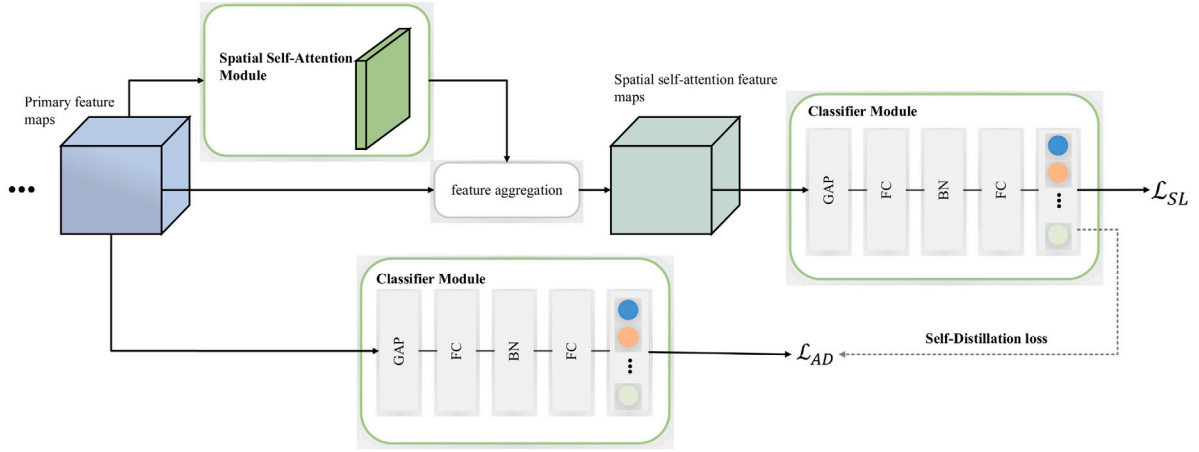 Spatial Self-Attention
Module
Primary feature
maps
Spatial self-attention feature
maps
feature aggregation
Classifier Module
GAP
FC
BN
FC
ℒSL
Classifier Module
GAP
FC
BN
FC
ℒAD
Self-Distillation loss